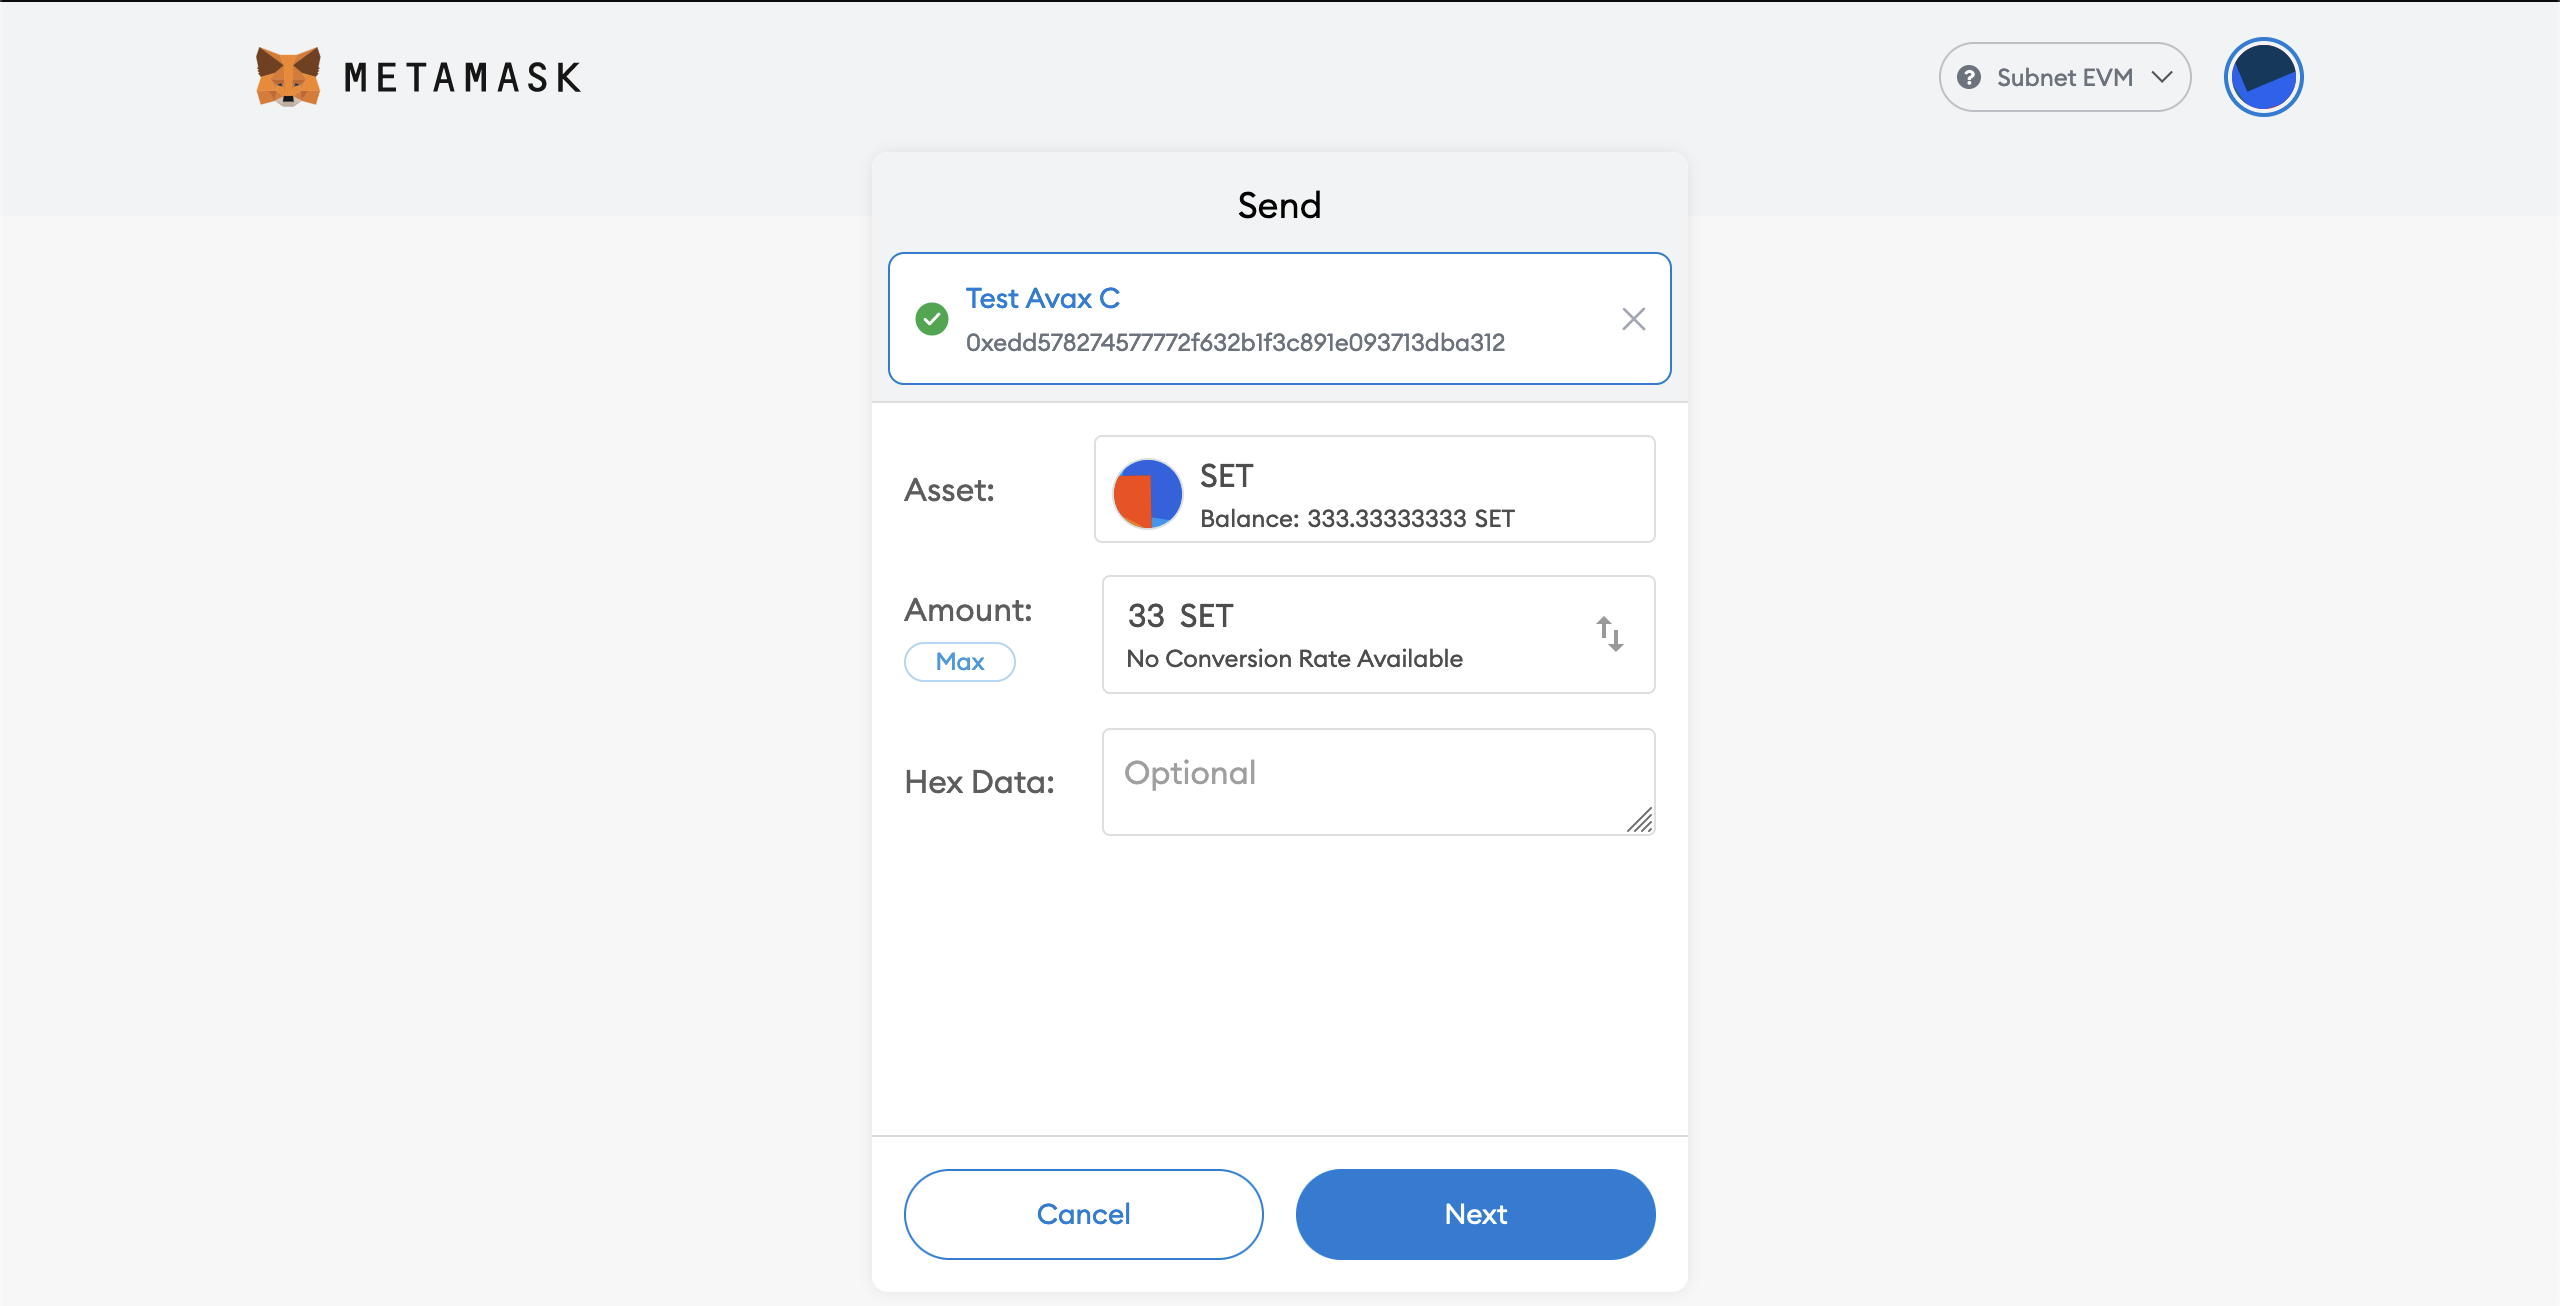 METAMASK
? Subnet EVM
Send
Test Avax C
0xedd578274577772f632b1f3c891e093713dba312
Asset:
SET
Balance: 333.33333333 SET
Amount:
Max
33 SET
No Conversion Rate Available
Hex Data:
Optional
Cancel
Next